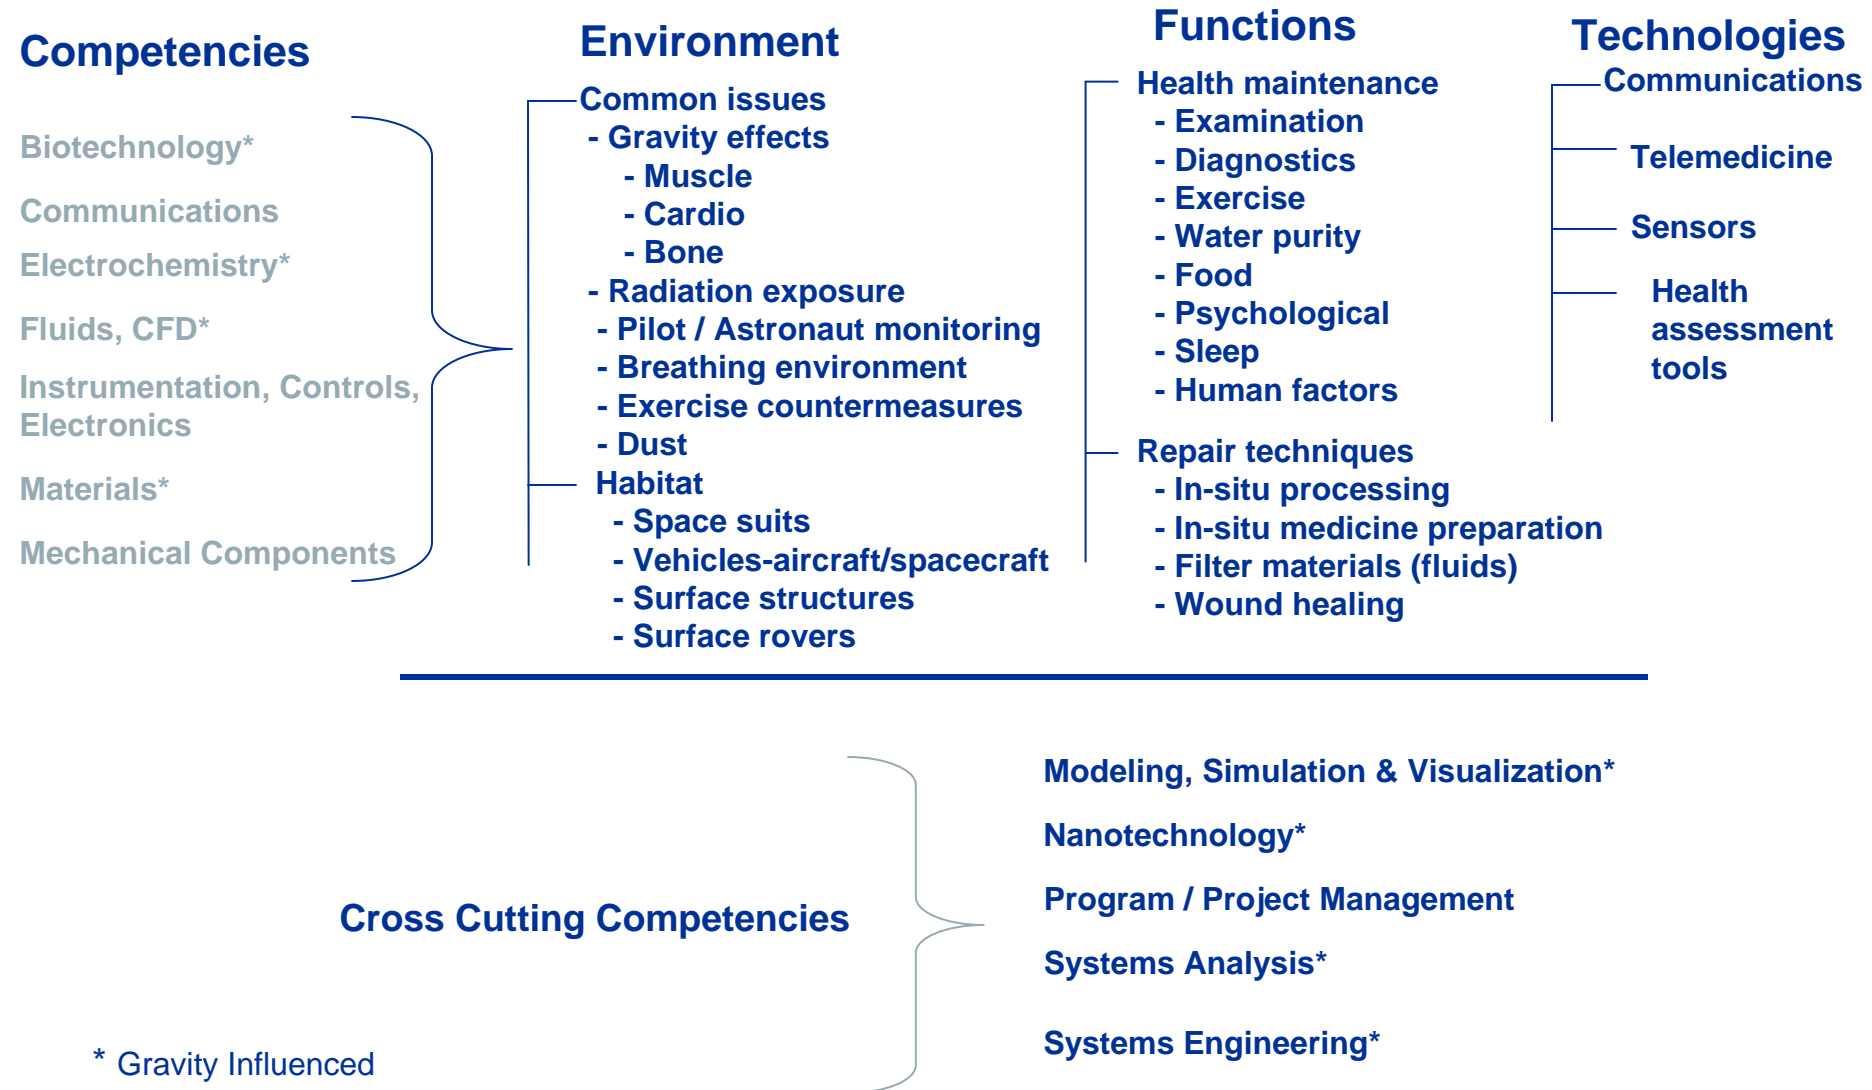 Competencies
Biotechnology*
Communications
Electrochemistry*
Fluids, CFD*
Instrumentation, Controls,
Electronics
Materials*
Mechanical Components
Environment
Common issues
- Gravity effects
- Muscle
- Cardio
- Bone
- Radiation exposure
- Pilot / Astronaut monitoring
- Breathing environment
- Exercise countermeasures
- Dust
Habitat
- Space suits
- Vehicles-aircraft/spacecraft
- Surface structures
- Surface rovers
Functions
Health maintenance
- Examination
- Diagnostics
- Exercise
- Water purity
- Food
- Psychological
- Sleep
- Human factors
Repair techniques
- In-situ processing
- In-situ medicine preparation
- Filter materials (fluids)
- Wound healing
Technologies
Communications
Telemedicine
Sensors
Health
assessment
tools
Cross Cutting Competencies
Modeling, Simulation & Visualization*
Nanotechnology*
Program / Project Management
Systems Analysis*
Systems Engineering*
* Gravity Influenced